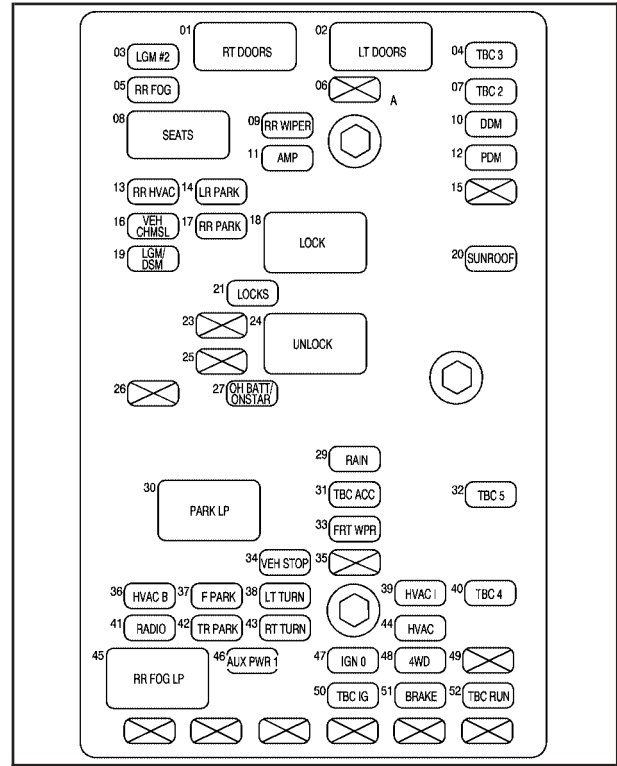 01 RT DOORS
02 LT DOORS
03 LGM #2
04 TBC 3
05 RR FOG
06
A
07 TBC 2
08 SEATS
09 RR WIPER
10 DDM
11 AMP
12 PDM
13 RR HVAC
14 LR PARK
15
16 VEH
CHMSL
17 RR PARK
18 LOCK
19 LGM/
DSM
20 SUNROOF
21 LOCKS
23
24 UNLOCK
25
26
27 OH BATT/
ONSTAR
29 RAIN
30 PARK LP
31 TBC ACC
32 TBC 5
33 FRT WPR
34 VEH STOP
35
36 HVAC B
37 F PARK
38 LT TURN
39 HVAC I
40 TBC 4
41 RADIO
42 TR PARK
43 RT TURN
44 HVAC
45 RR FOG LP
46 AUX PWR 1
47 IGN 0
48 4WD
49
50 TBC IG
51 BRAKE
52 TBC RUN